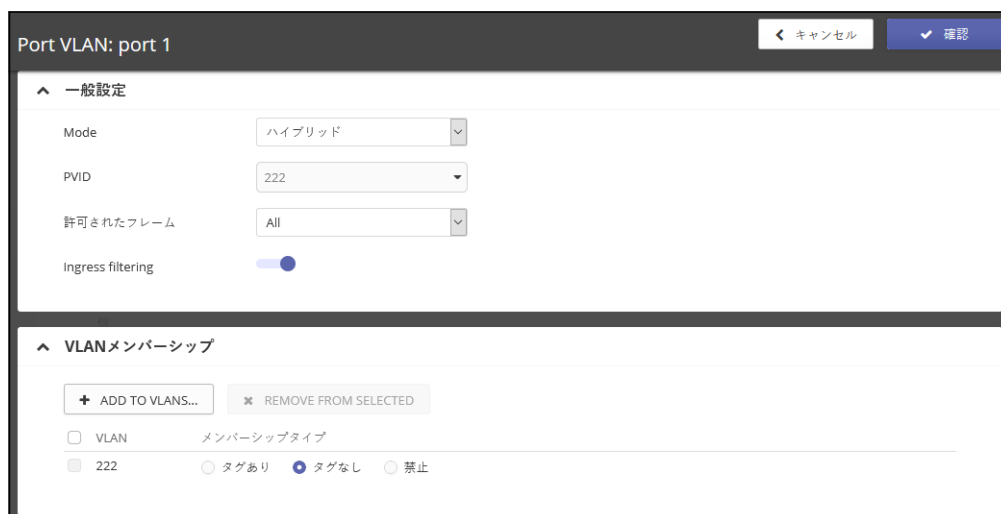 Port VLAN: port 1
キャンセル
確認
一般設定
Mode ハイブリッド
PVID 222
許可されたフレーム All
Ingress filtering
VLANメンバーシップ
ADD TO VLANS... REMOVE FROM SELECTED
VLAN メンバーシップタイプ
222 タグあり タグなし 禁止